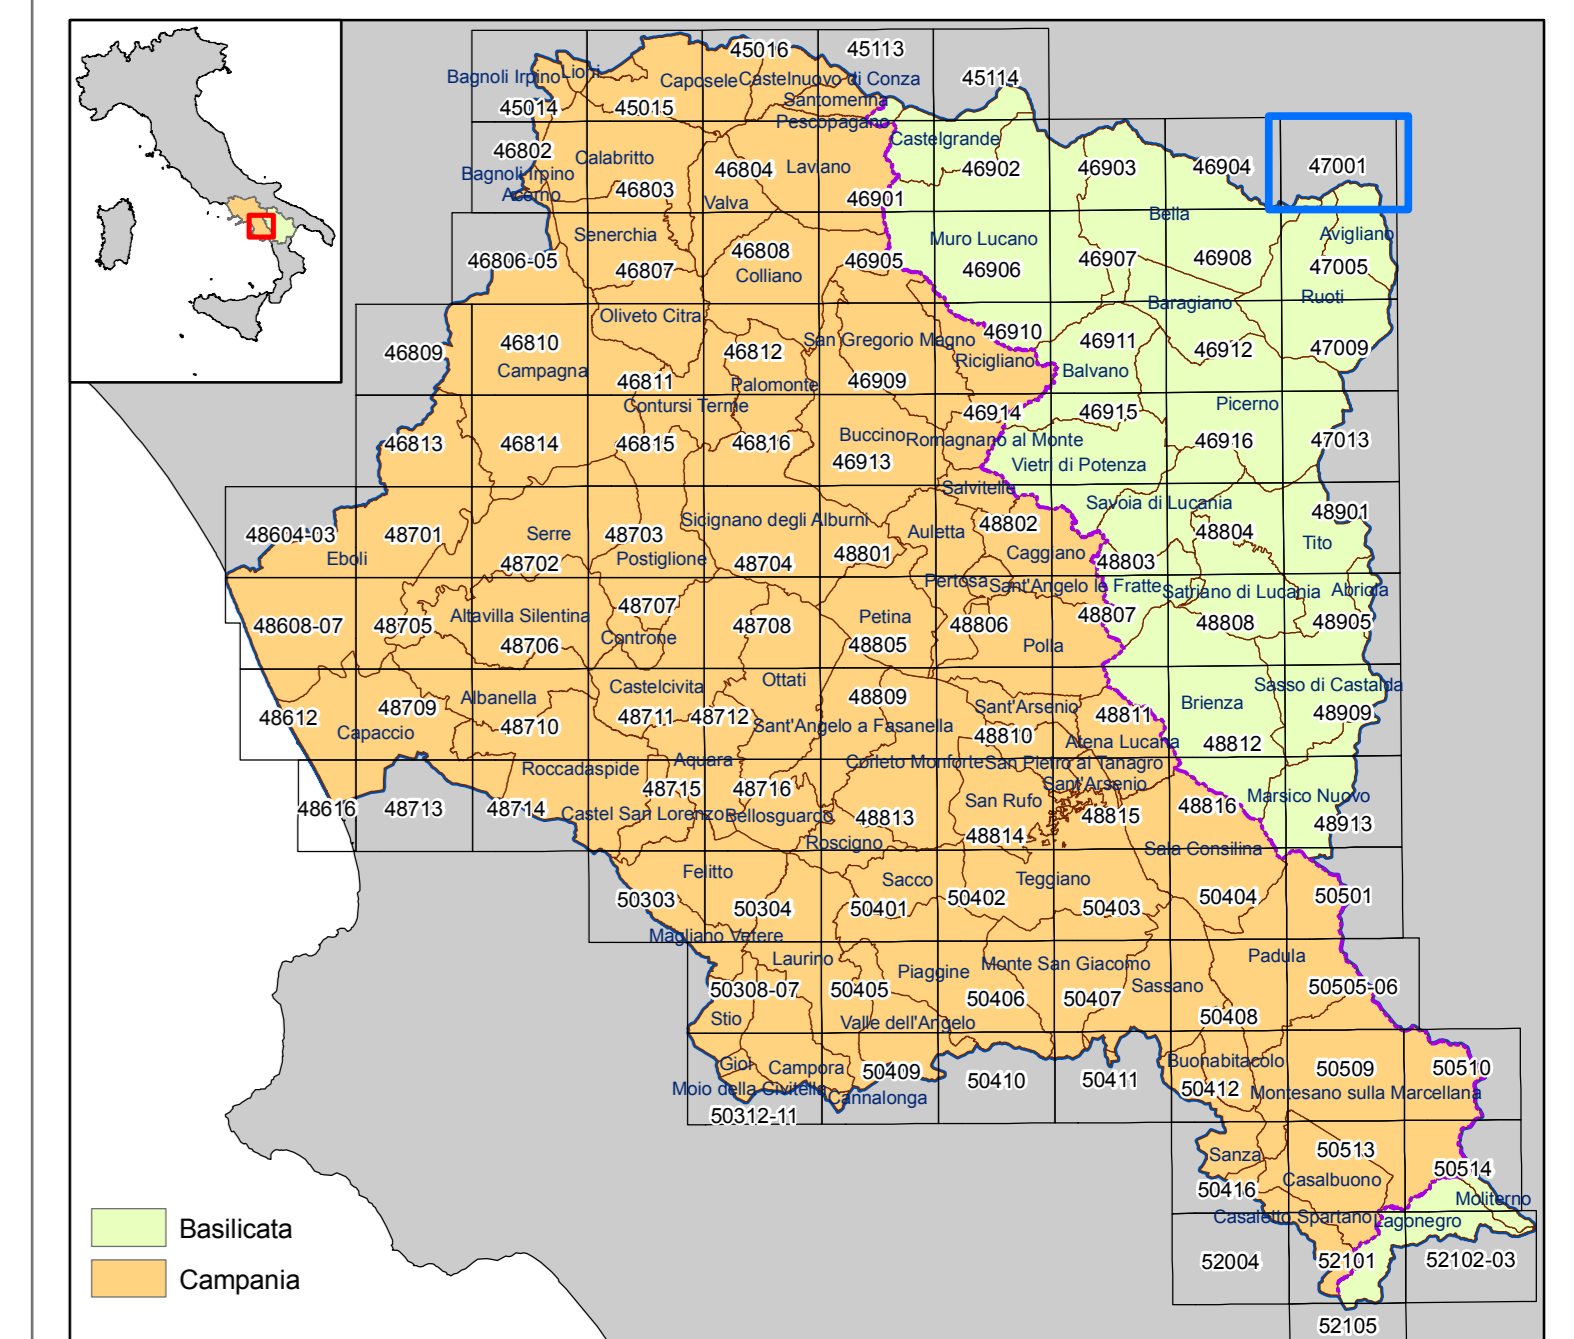 45016
45113
Bagnoli Irpino
Lioni
Caposele
Castelnuovo di Conza
45114
45014
45015
Santomenna
Pescopagano
Castelgrande
46802
Calabritto
46804
Laviano
46902
46903
46904
47001
Bagnoli Irpino
Acerno
46803
Valva
46901
Bella
Senerchia
Muro Lucano
Avigliano
46806-05
46807
46808
Colliano
46905
46906
46907
46908
47005
Oliveto Citra
Baragiano
Ruoti
46809
46810
Campagna
46812
San Gregorio Magno
46910
Ricigliano
46911
46912
47009
46811
Palomonte
46909
Balvano
Contursi Terme
46914
46915
Picerno
46813
46814
46815
46816
Buccino
Romagnano al Monte
46916
47013
46913
Vietri di Potenza
Salvitelle
Savoia di Lucania
48604-03
Eboli
48701
Serre
48703
Sicignano degli Alburni
Auletta
48802
48804
48901
Tito
48702
Postiglione
48704
48801
Caggiano
48803
Pertosa
Sant'Angelo le Fratte
Satriano di Lucania
Abriola
48608-07
48705
Altavilla Silentina
48707
48708
Petina
48806
48807
48808
48905
48706
Controne
48805
Polla
Castelcivita
Ottati
Sasso di Castalda
48612
48709
Albanella
48711
48712
48809
Sant'Arsenio
48811
Brienza
48909
Capaccio
48710
Sant'Angelo a Fasanella
48810
Atena Lucana
48812
Roccadaspide
Aquara
Corleto Monforte
San Pietro al Tanagro
48616
48713
48714
48715
48716
Sant'Arsenio
San Rufo
48815
48816
Marsico Nuovo
Castel San Lorenzo
Bellosguardo
48813
48814
48913
Roscigno
Sala Consilina
Felitto
Sacco
Teggiano
50303
50304
50401
50402
50403
50404
50501
Magliano Vetere
Laurino
Piaggine
Monte San Giacomo
Padula
50308-07
50405
50406
50407
Sassano
50505-06
Stio
Valle dell'Angelo
50408
Gioi
Campora
50409
50410
50411
Buonabitacolo
50509
50510
Moio della Civitella
Cannalonga
50412
Montesano sulla Marcellana
50312-11
Sanza
50513
50514
50416
Casalbuono
Moliterno
Casaletto Spartano
Lagonegro
52004
52101
52102-03
52105
Basilicata
Campania